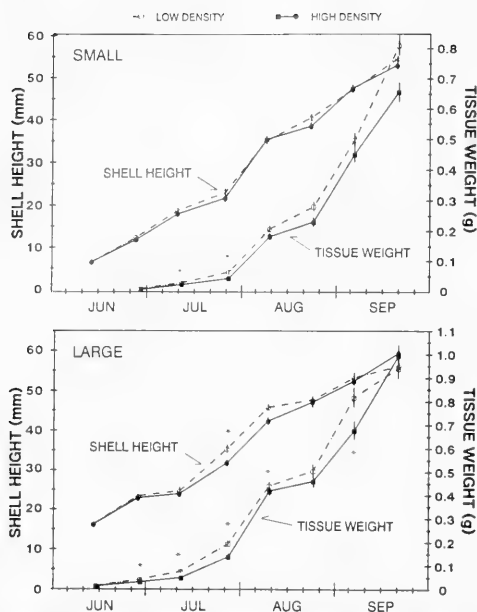 LOW DENSITY HIGH DENSITY
SMALL
SHELL HEIGHT (mm)
60
50
40
30
20
10
0
TISSUE WEIGHT (g)
0.8
0.7
0.6
0.5
0.4
0.3
0.2
0.1
0
SHELL HEIGHT
TISSUE WEIGHT
JUN JUL AUG SEP
LARGE
SHELL HEIGHT (mm)
60
50
40
30
20
10
0
TISSUE WEIGHT (g)
1.1
1.0
0.9
0.8
0.7
0.6
0.5
0.4
0.3
0.2
0.1
0
SHELL HEIGHT
TISSUE WEIGHT
JUN JUL AUG SEP